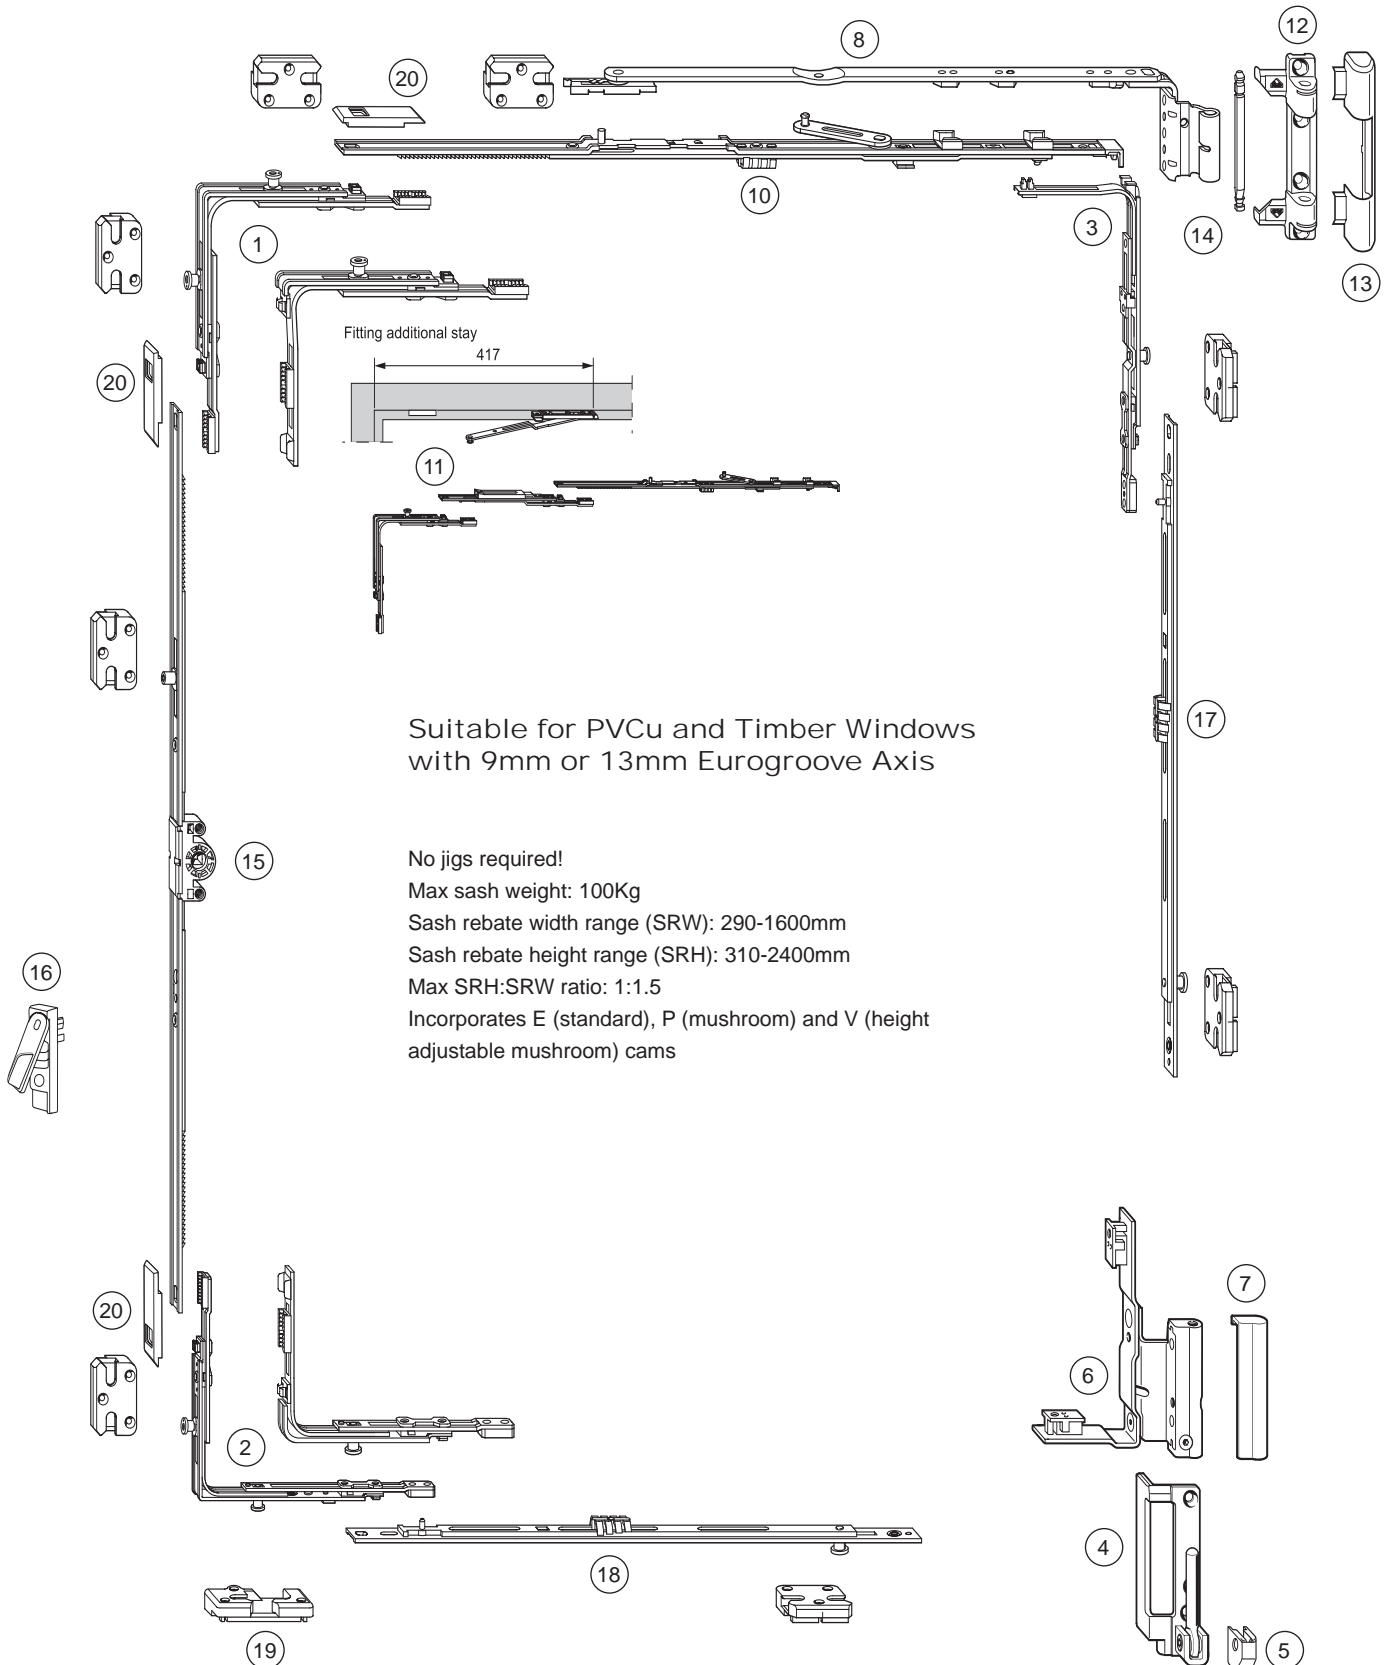 8
12
20
10
1
3
14
13
Fitting additional stay
417
20
11
Suitable for PVCu and Timber Windows
with 9mm or 13mm Eurogroove Axis
17
No jigs required!
Max sash weight: 100Kg
Sash rebate width range (SRW): 290-1600mm
Sash rebate height range (SRH): 310-2400mm
Max SRH:SRW ratio: 1:1.5
Incorporates E (standard), P (mushroom) and V (height
adjustable mushroom) cams
15
16
20
7
6
2
4
18
19
5